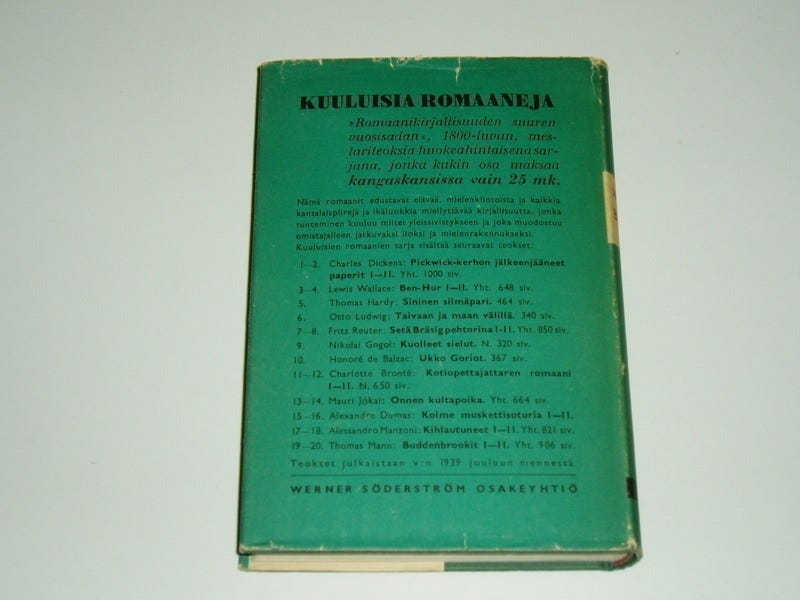 KUULUISIA ROMAANEJA
»Romaanikirjallisuuden suuren
vuosisadan», 1800-luvun, mes-
tariteoksia huokeahintaisena sar-
jana, jonka kukin osa maksaa
kangaskansissa vain 25 mk.
Nämä romaanit edustavat elävää, mielenkiintoista ja kaikkia
kansalaispiirejä ja ikäluokkia miellyttävää kirjallisuutta, jonka
tunteminen kuuluu miltei yleissivistykseen ja joka muodostuu
omistajalleen jatkuvaksi iloksi ja mielenrakennukseksi.
Kuuluisien romaanien sarja sisältää seuraavat teokset:
1—2. Charles Dickens: Pickwick-kerhon jälkeenjääneet
paperit I—II. Yht. 1000 siv.
3—4. Lewis Wallace: Ben-Hur I—II. Yht. 648 siv.
5. Thomas Hardy: Sininen silmäpari. 464 siv.
6. Otto Ludwig: Taivaan ja maan välillä. 340 siv.
7—8. Fritz Reuter: Setä Bräsig pehtorina I-II. Yht. 850 siv.
9. Nikolai Gogol: Kuolleet sielut. N. 320 siv.
10. Honoré de Balzac: Ukko Goriot. 367 siv.
11—12. Charlotte Brontë: Kotiopettajattaren romaani
I—II. N. 650 siv.
13—14. Mauri Jókai: Onnen kultapoika. Yht. 664 siv.
15—16. Alexandre Dumas: Kolme muskettisoturia I—II.
17—18. Alessandro Manzoni: Kihlautuneet I—II. Yht. 821 siv.
19—20. Thomas Mann: Buddenbrookit I—II. Yht. 906 siv.
Teokset julkaistaan v:n 1939 jouluun mennessä.
WERNER SÖDERSTRÖM OSAKEYHTIÖ